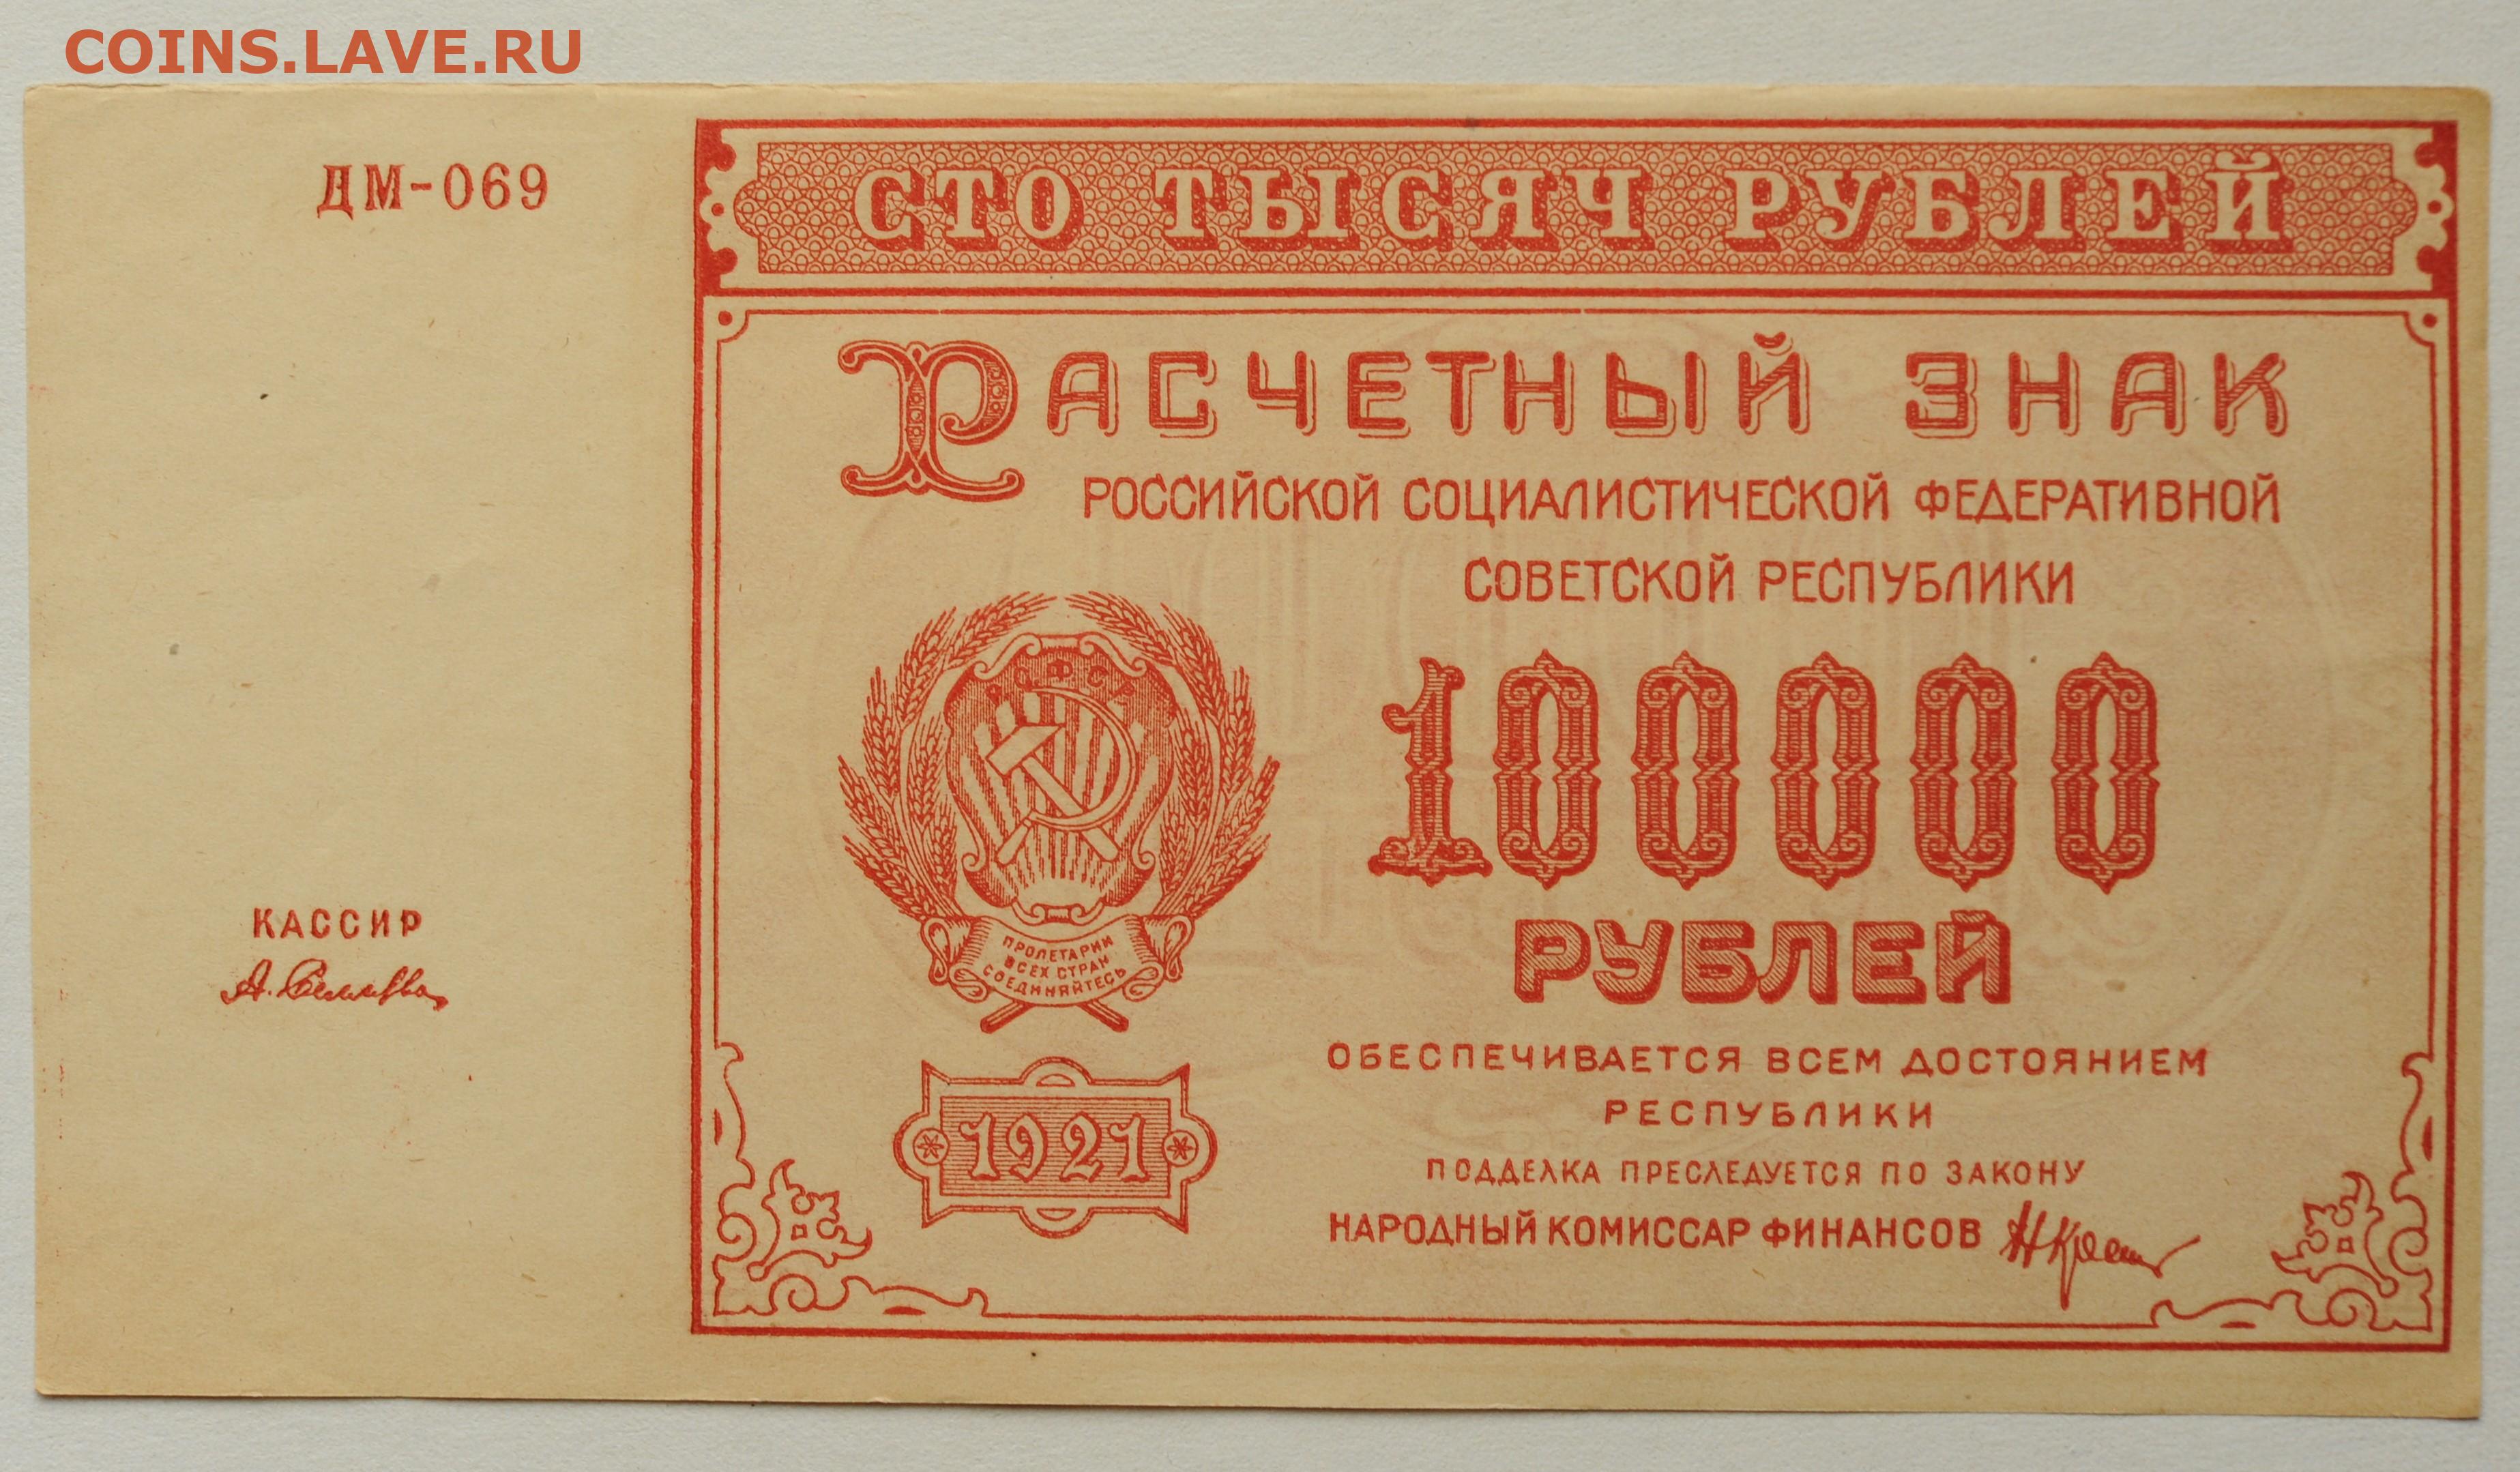 COINS.LAVE.RU
ДМ-069
СТО ТЫСЯЧ РУБЛЕЙ
РАСЧЕТНЫЙ ЗНАК
РОССИЙСКОЙ СОЦИАЛИСТИЧЕСКОЙ ФЕДЕРАТИВНОЙ
СОВЕТСКОЙ РЕСПУБЛИКИ
РСФСР
100000
РУБЛЕЙ
ПРОЛЕТАРИИ
ВСЕХ СТРАН
СОЕДИНЯЙТЕСЬ
КАССИР
ОБЕСПЕЧИВАЕТСЯ ВСЕМ ДОСТОЯНИЕМ
РЕСПУБЛИКИ
1921
ПОДДЕЛКА ПРЕСЛЕДУЕТСЯ ПО ЗАКОНУ
НАРОДНЫЙ КОМИССАР ФИНАНСОВ